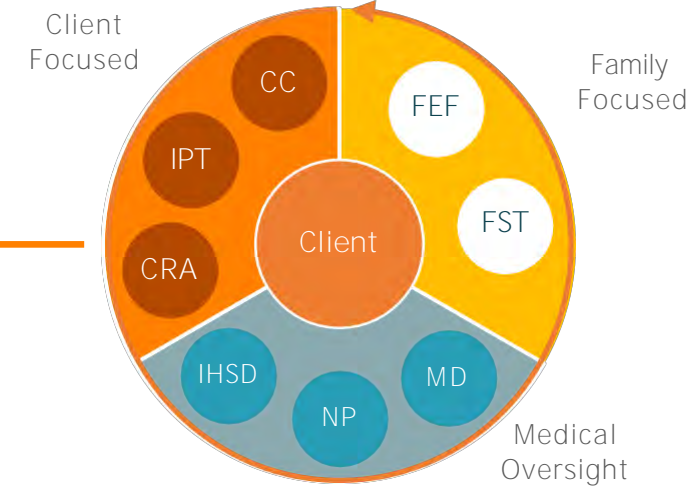 Client
Focused
Family
Focused
CC
FEF
IPT
FST
Client
CRA
IHSD
MD
NP
Medical
Oversight